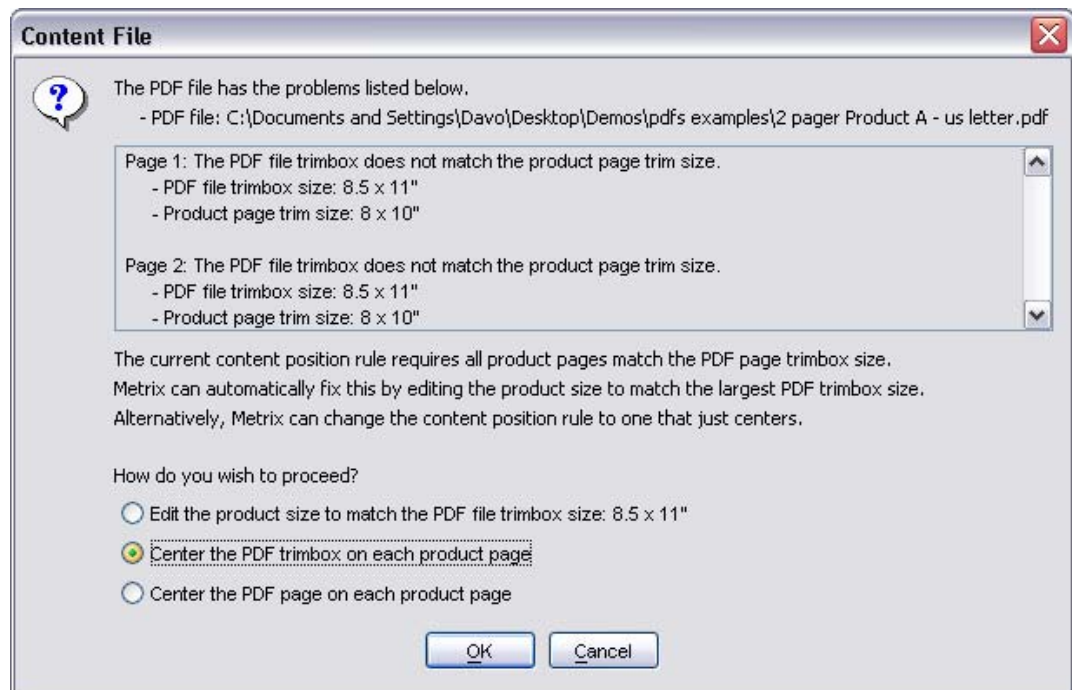 Content File
The PDF file has the problems listed below.
- PDF file: C:\Documents and Settings\Davo\Desktop\Demos\pdfs examples\2 pager Product A - us letter.pdf
Page 1: The PDF file trimbox does not match the product page trim size.
- PDF file trimbox size: 8.5 x 11"
- Product page trim size: 8 x 10"
Page 2: The PDF file trimbox does not match the product page trim size.
- PDF file trimbox size: 8.5 x 11"
- Product page trim size: 8 x 10"
The current content position rule requires all product pages match the PDF page trimbox size.
Metrix can automatically fix this by editing the product size to match the largest PDF trimbox size.
Alternatively, Metrix can change the content position rule to one that just centers.
How do you wish to proceed?
Edit the product size to match the PDF file trimbox size: 8.5 x 11"
Center the PDF trimbox on each product page
Center the PDF page on each product page
OK Cancel